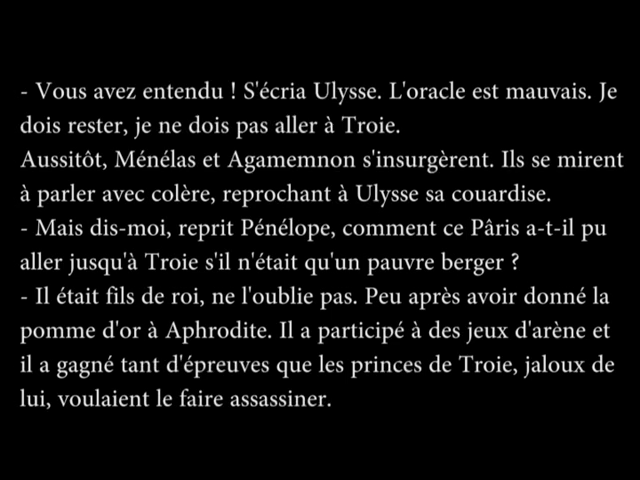 - Vous avez entendu ! S'écria Ulysse. L'oracle est mauvais. Je
dois rester, je ne dois pas aller à Troie.
Aussitôt, Ménélas et Agamemnon s'insurgèrent. Ils se mirent
à parler avec colère, reprochant à Ulysse sa couardise.
- Mais dis-moi, reprit Pénélope, comment ce Pâris a-t-il pu
aller jusqu'à Troie s'il n'était qu'un pauvre berger ?
- Il était fils de roi, ne l'oublie pas. Peu après avoir donné la
pomme d'or à Aphrodite. Il a participé à des jeux d'arène et
il a gagné tant d'épreuves que les princes de Troie, jaloux de
lui, voulaient le faire assassiner.